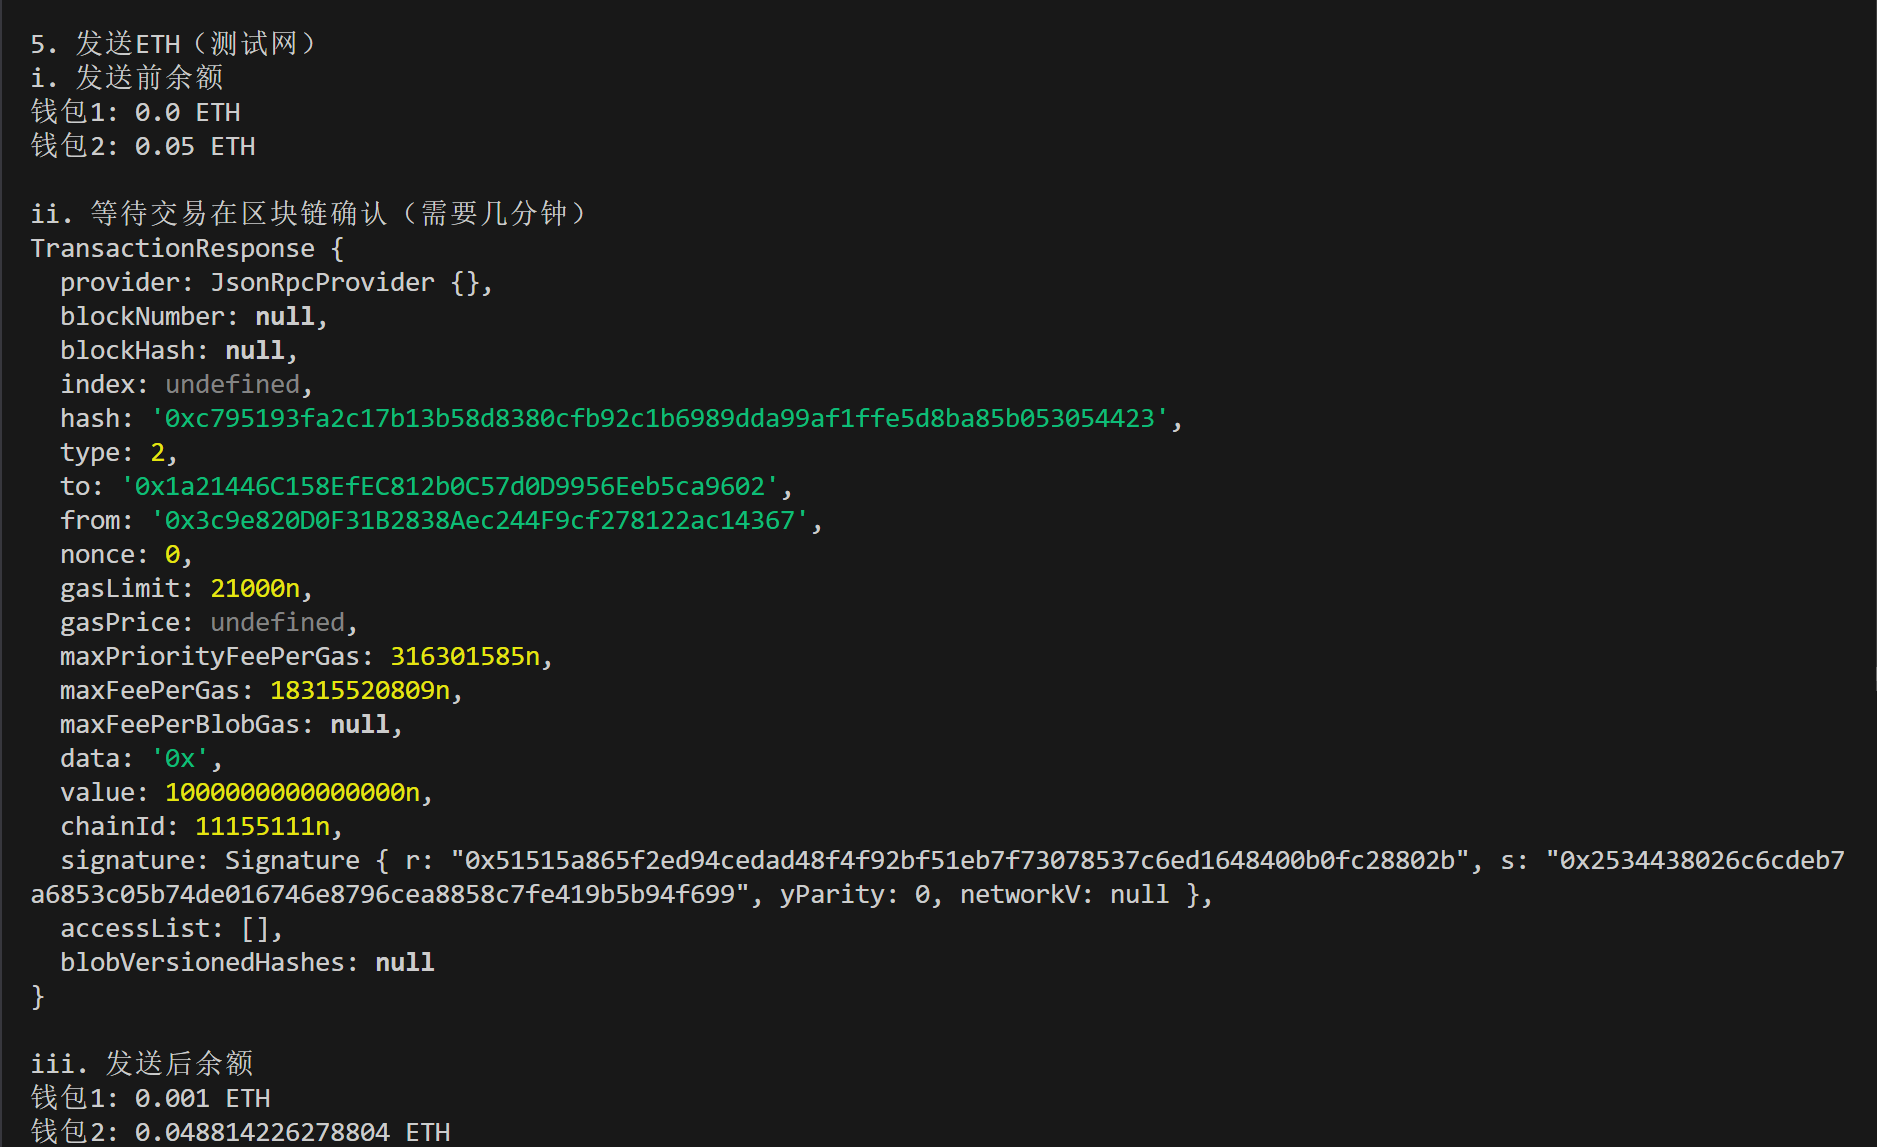 5. 发送ETH（测试网）
i. 发送前余额
钱包1: 0.0 ETH
钱包2: 0.05 ETH
ii. 等待交易在区块链确认（需要几分钟）
TransactionResponse {
provider: JsonRpcProvider {},
blockNumber: null,
blockHash: null,
index: undefined,
hash: '0xc795193fa2c17b13b58d8380cfb92c1b6989dda99af1ffe5d8ba85b053054423',
type: 2,
to: '0x1a21446C158EfEC812b0C57d0D9956Eeb5ca9602',
from: '0x3c9e820D0F31B2838Aec244F9cf278122ac14367',
nonce: 0,
gasLimit: 21000n,
gasPrice: undefined,
maxPriorityFeePerGas: 316301585n,
maxFeePerGas: 18315520809n,
maxFeePerBlobGas: null,
data: '0x',
value: 1000000000000000n,
chainId: 11155111n,
signature: Signature { r: "0x51515a865f2ed94cedad48f4f92bf51eb7f73078537c6ed1648400b0fc28802b", s: "0x2534438026c6cdeb7
a6853c05b74de016746e8796cea8858c7fe419b5b94f699", yParity: 0, networkV: null },
accessList: [],
blobVersionedHashes: null
}
iii. 发送后余额
钱包1: 0.001 ETH
钱包2: 0.048814226278804 ETH